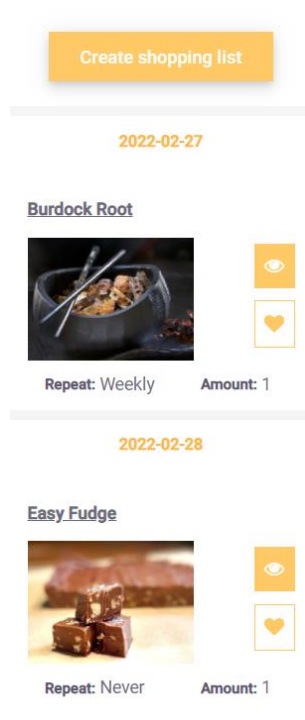 Create shopping list
2022-02-27
Burdock Root
Repeat: Weekly Amount: 1
2022-02-28
Easy Fudge
Repeat: Never Amount: 1